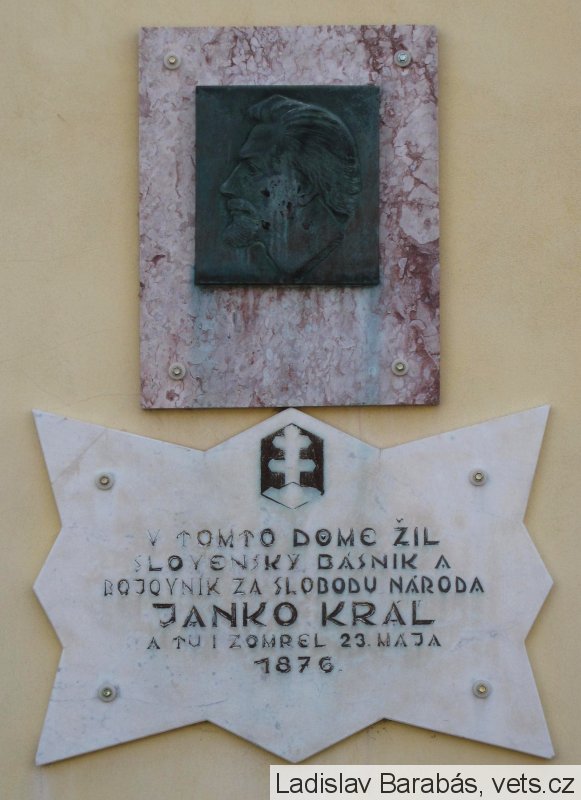 V TOMTO DOME ŽIL
SLOVENSKÝ BÁSNIK A
BOJOVNÍK ZA SLOBODU NÁRODA
JANKO KRÁĽ
A TU I ZOMREL 23. MÁJA
1876.
Ladislav Barabás, vets.cz